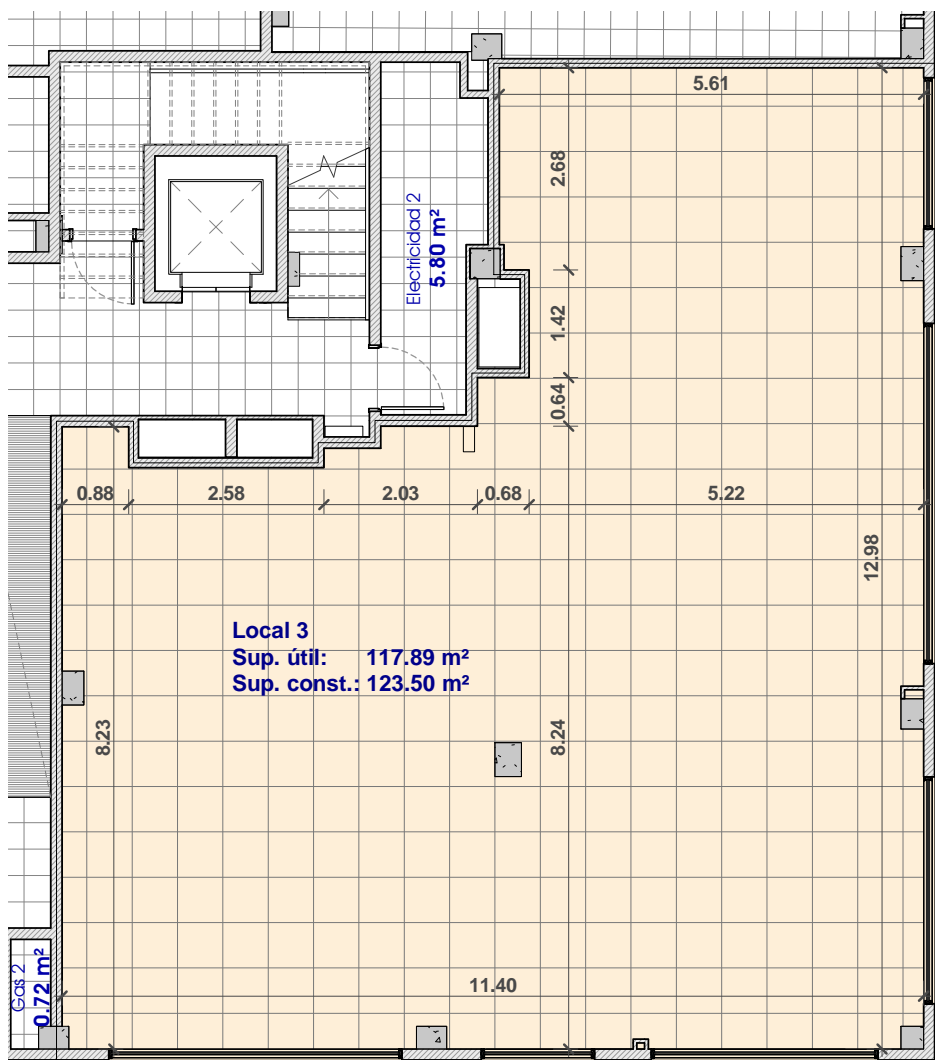 5.61
2.68
Electricidad 2
5.80 m²
1.42
0.64
0.88
2.58
2.03
0.68
5.22
12.98
Local 3
Sup. útil: 117.89 m²
Sup. const.: 123.50 m²
8.23
8.24
Gas 2
0.72 m²
11.40